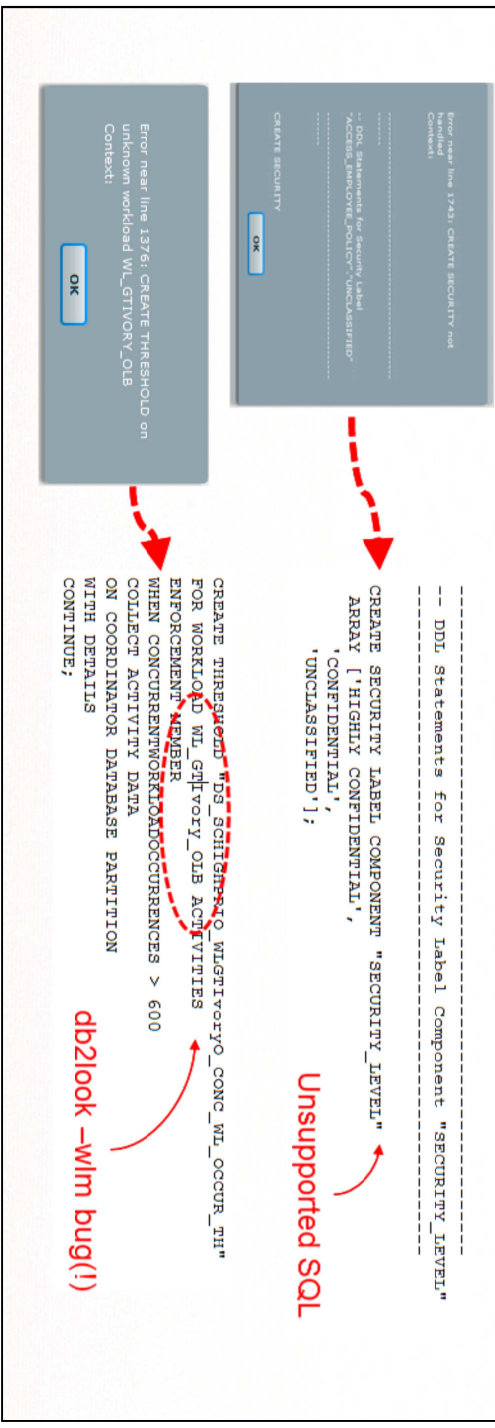 Error near line 1743: CREATE SECURITY not
handled
Context:
--------------------------------------------------------
-------
-- DDL Statements for Security Label
"ACCESS_EMPLOYEE_POLICY"."UNCLASSIFIED"
--------------------------------------------------------
-------
CREATE SECURITY
OK
------------------------------------------------
-- DDL Statements for Security Label Component "SECURITY_LEVEL"
------------------------------------------------
CREATE SECURITY LABEL COMPONENT "SECURITY_LEVEL"
ARRAY ['HIGHLY CONFIDENTIAL',
'CONFIDENTIAL',
'UNCLASSIFIED'];
Unsupported SQL
Error near line 1376: CREATE THRESHOLD on
unknown workload WL_GTIVORY_OLB
Context:
OK
CREATE THRESHOLD "DS_SCHIGHPRIO_WLGTIvoryO_CONC_WL_OCCUR_TH"
FOR WORKLOAD WL_GTIvory_OLB ACTIVITIES
ENFORCEMENT MEMBER
WHEN CONCURRENTWORKLOADOCCURRENCES > 600
COLLECT ACTIVITY DATA
ON COORDINATOR DATABASE PARTITION
WITH DETAILS
CONTINUE;
db2look –wlm bug(!)